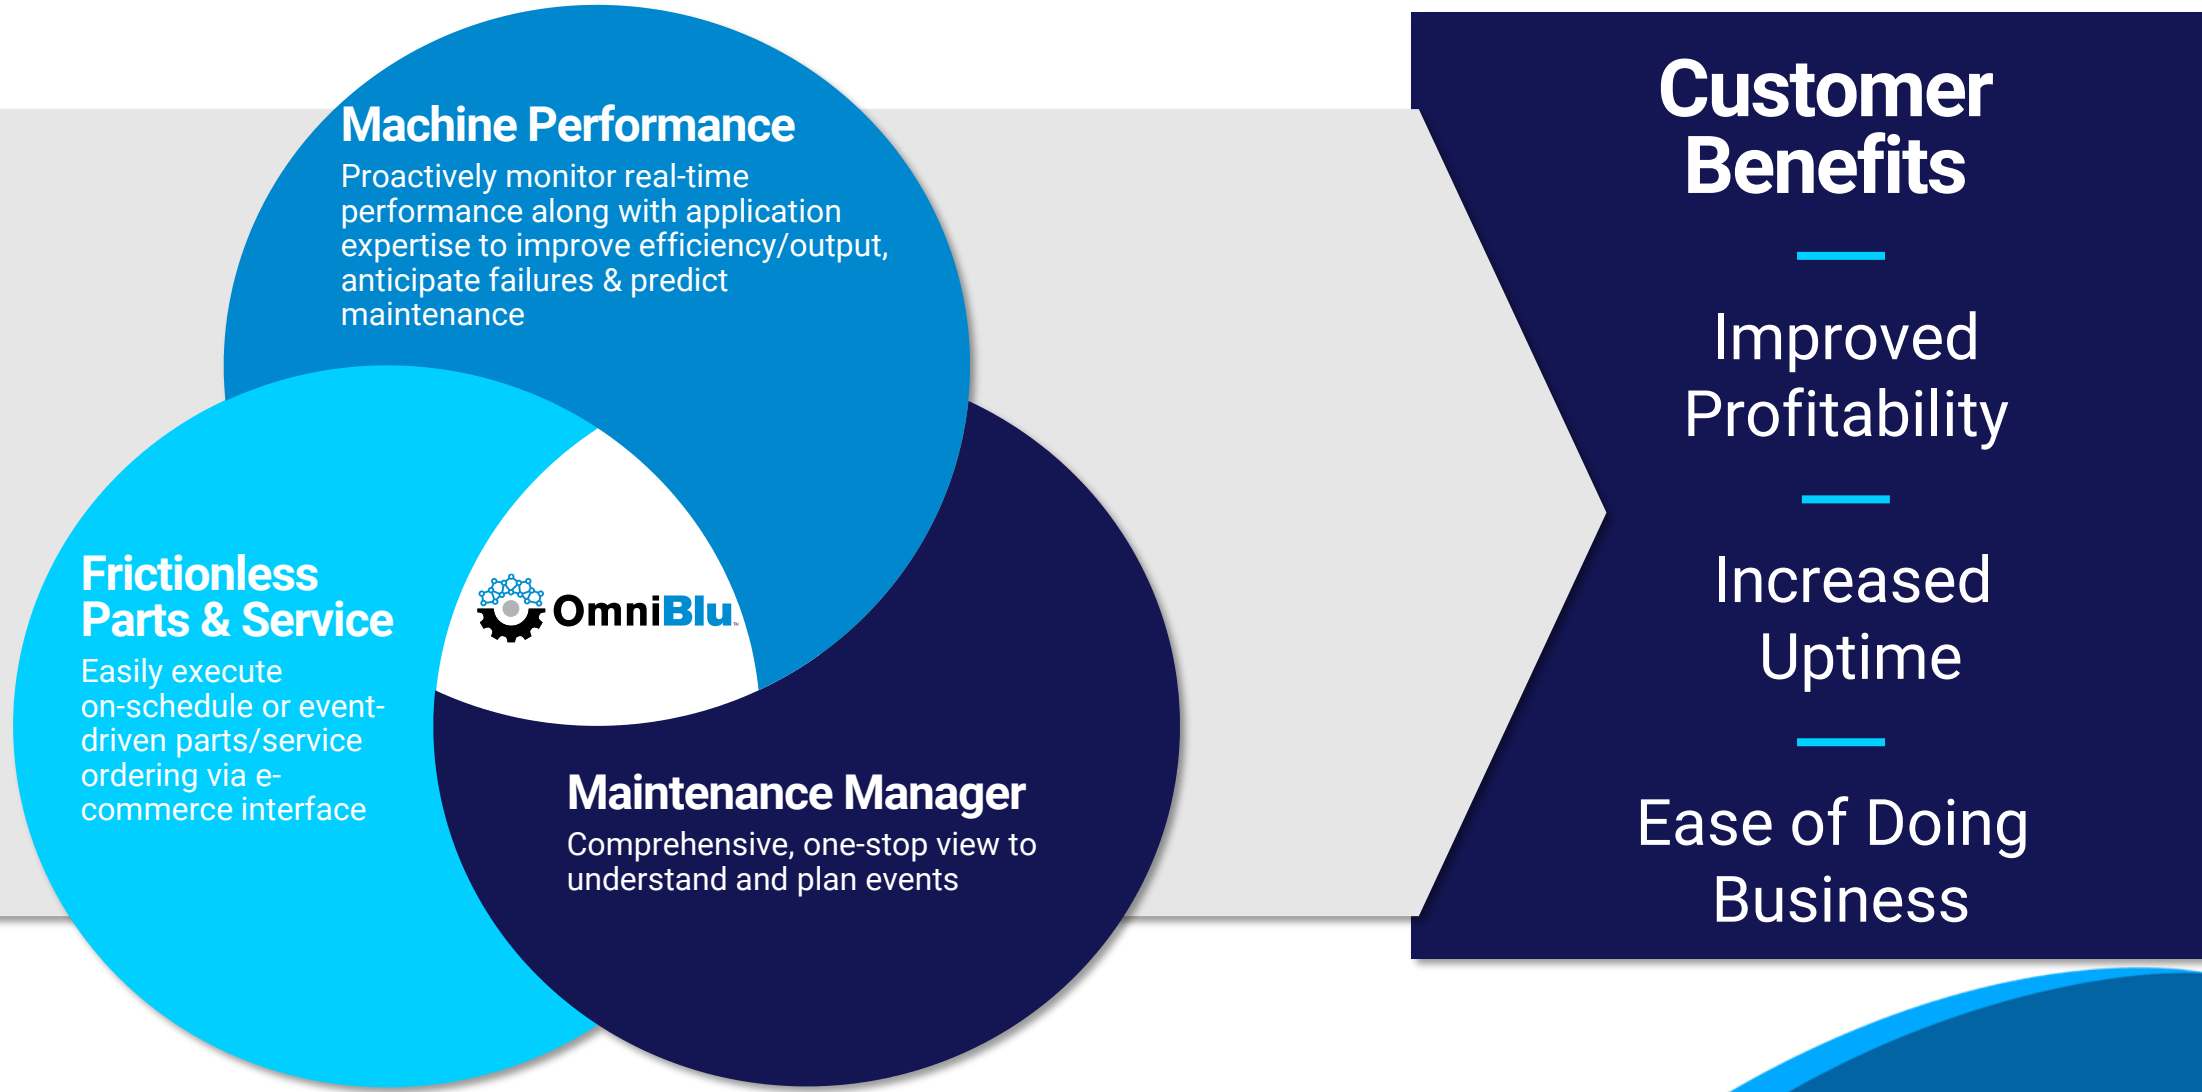 Machine Performance
Proactively monitor real-time
performance along with application
expertise to improve efficiency/output,
anticipate failures & predict
maintenance
Frictionless
Parts & Service
Easily execute
on-schedule or event-
driven parts/service
ordering via e-
commerce interface
OmniBlu™
Maintenance Manager
Comprehensive, one-stop view to
understand and plan events
Customer
Benefits
Improved
Profitability
Increased
Uptime
Ease of Doing
Business